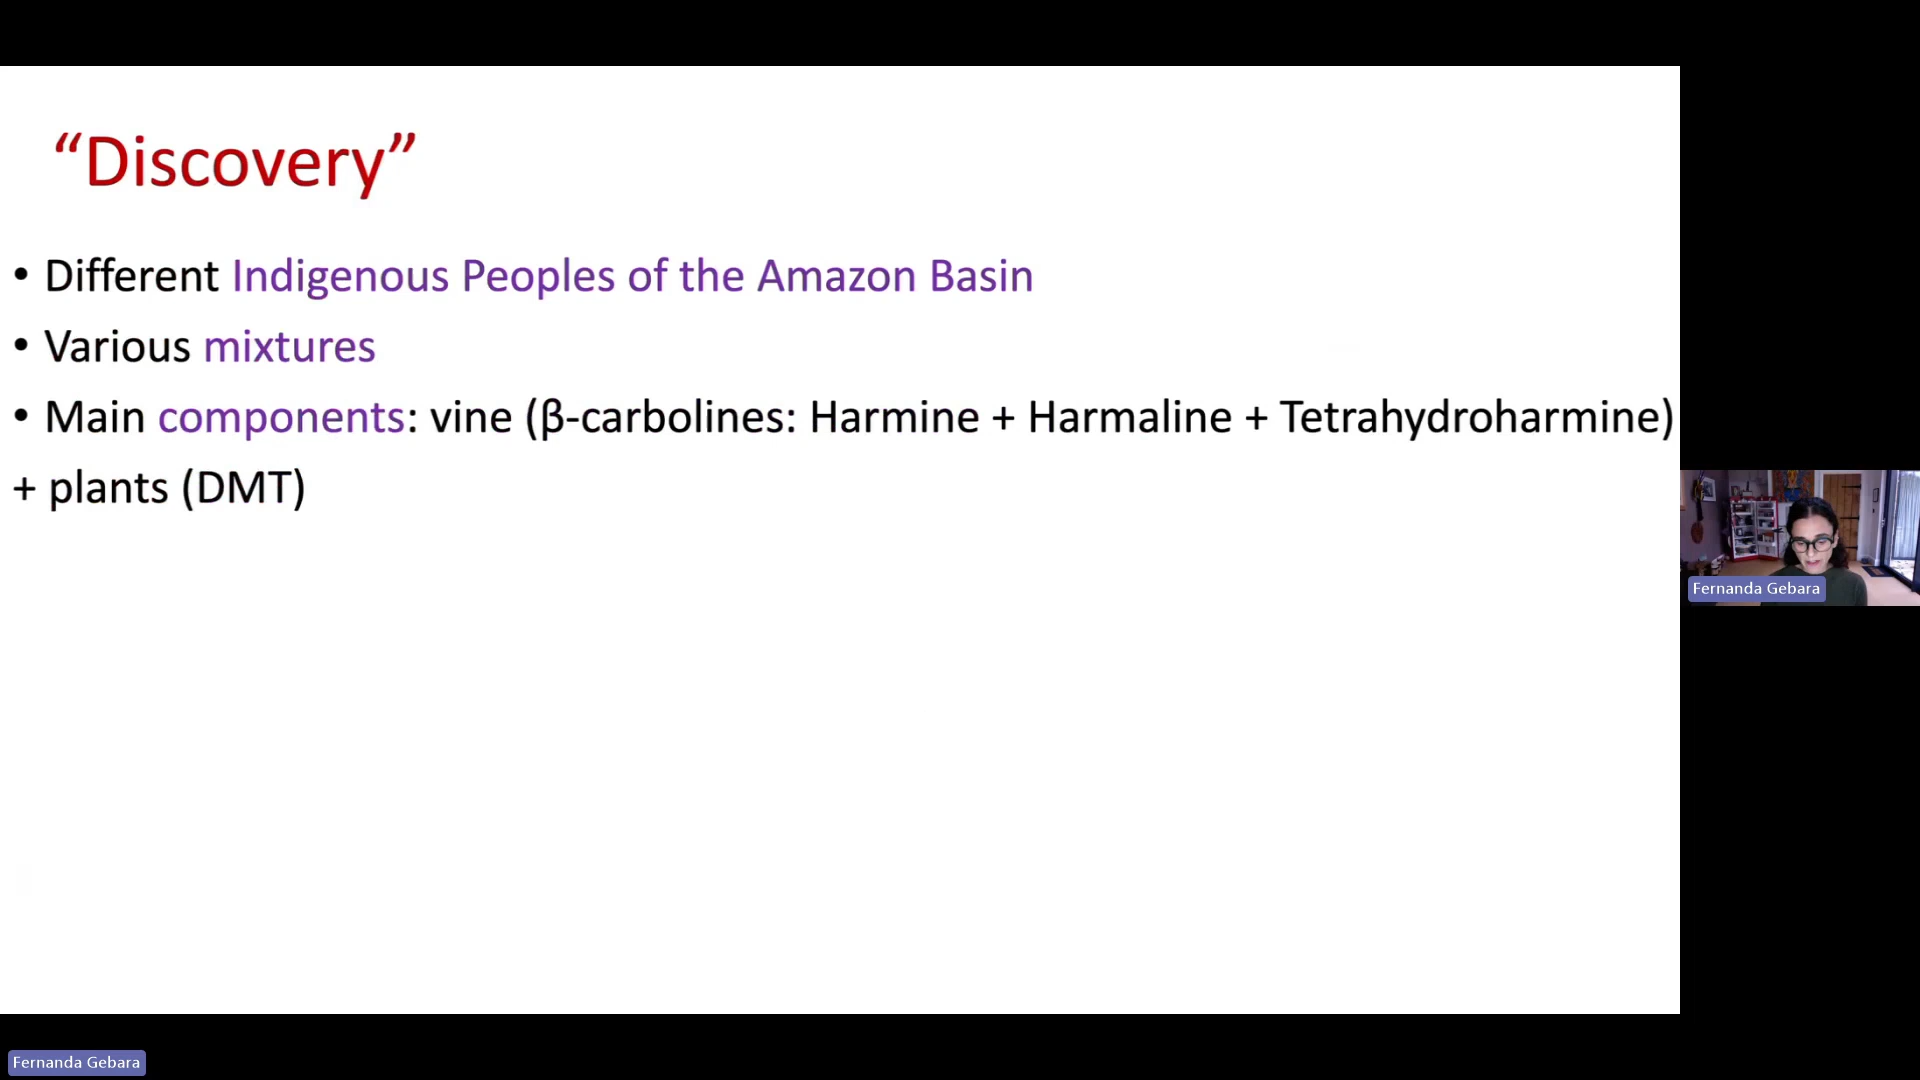 “Discovery”
• Different Indigenous Peoples of the Amazon Basin
• Various mixtures
• Main components: vine (β-carbolines: Harmine + Harmaline + Tetrahydroharmine)
+ plants (DMT)
Fernanda Gebara
Fernanda Gebara